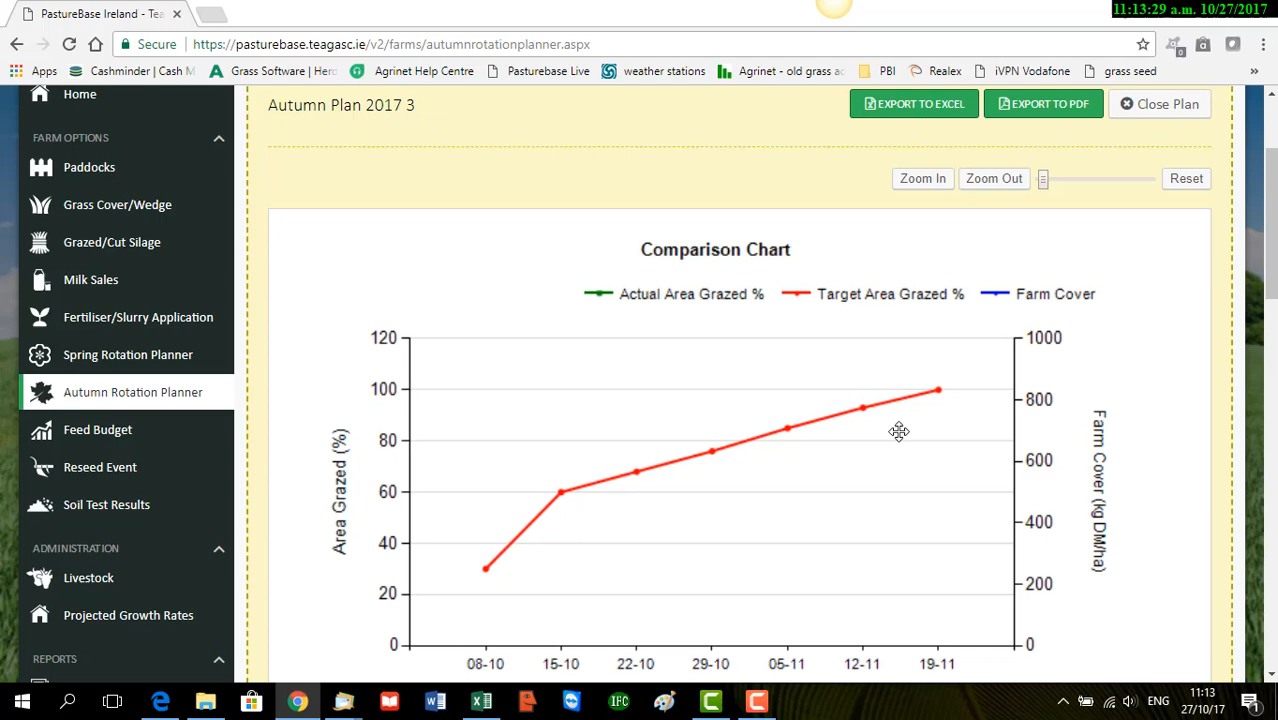 11:13:29 a.m. 10/27/2017
PastureBase Ireland - Tea
Secure https://pasturebase.teagasc.ie/v2/farms/autumnrotationplanner.aspx
0
Apps Cashminder | Cash M Grass Software | Hero Agrinet Help Centre Pasturebase Live weather stations Agrinet - old grass a PBI Realex iVPN Vodafone grass seed »
Home
FARM OPTIONS
Paddocks
Grass Cover/Wedge
Grazed/Cut Silage
Milk Sales
Fertiliser/Slurry Application
Spring Rotation Planner
Autumn Rotation Planner
Feed Budget
Reseed Event
Soil Test Results
ADMINISTRATION
Livestock
Projected Growth Rates
REPORTS
Autumn Plan 2017 3
EXPORT TO EXCEL EXPORT TO PDF Close Plan
Zoom In Zoom Out Reset
Comparison Chart
Actual Area Grazed % Target Area Grazed % Farm Cover
Area Grazed (%)
120
100
80
60
40
20
0
1000
800
600
400
200
0
Farm Cover (kg DM/ha)
08-10 15-10 22-10 29-10 05-11 12-11 19-11
IFC
ENG
11:13
27/10/17
1